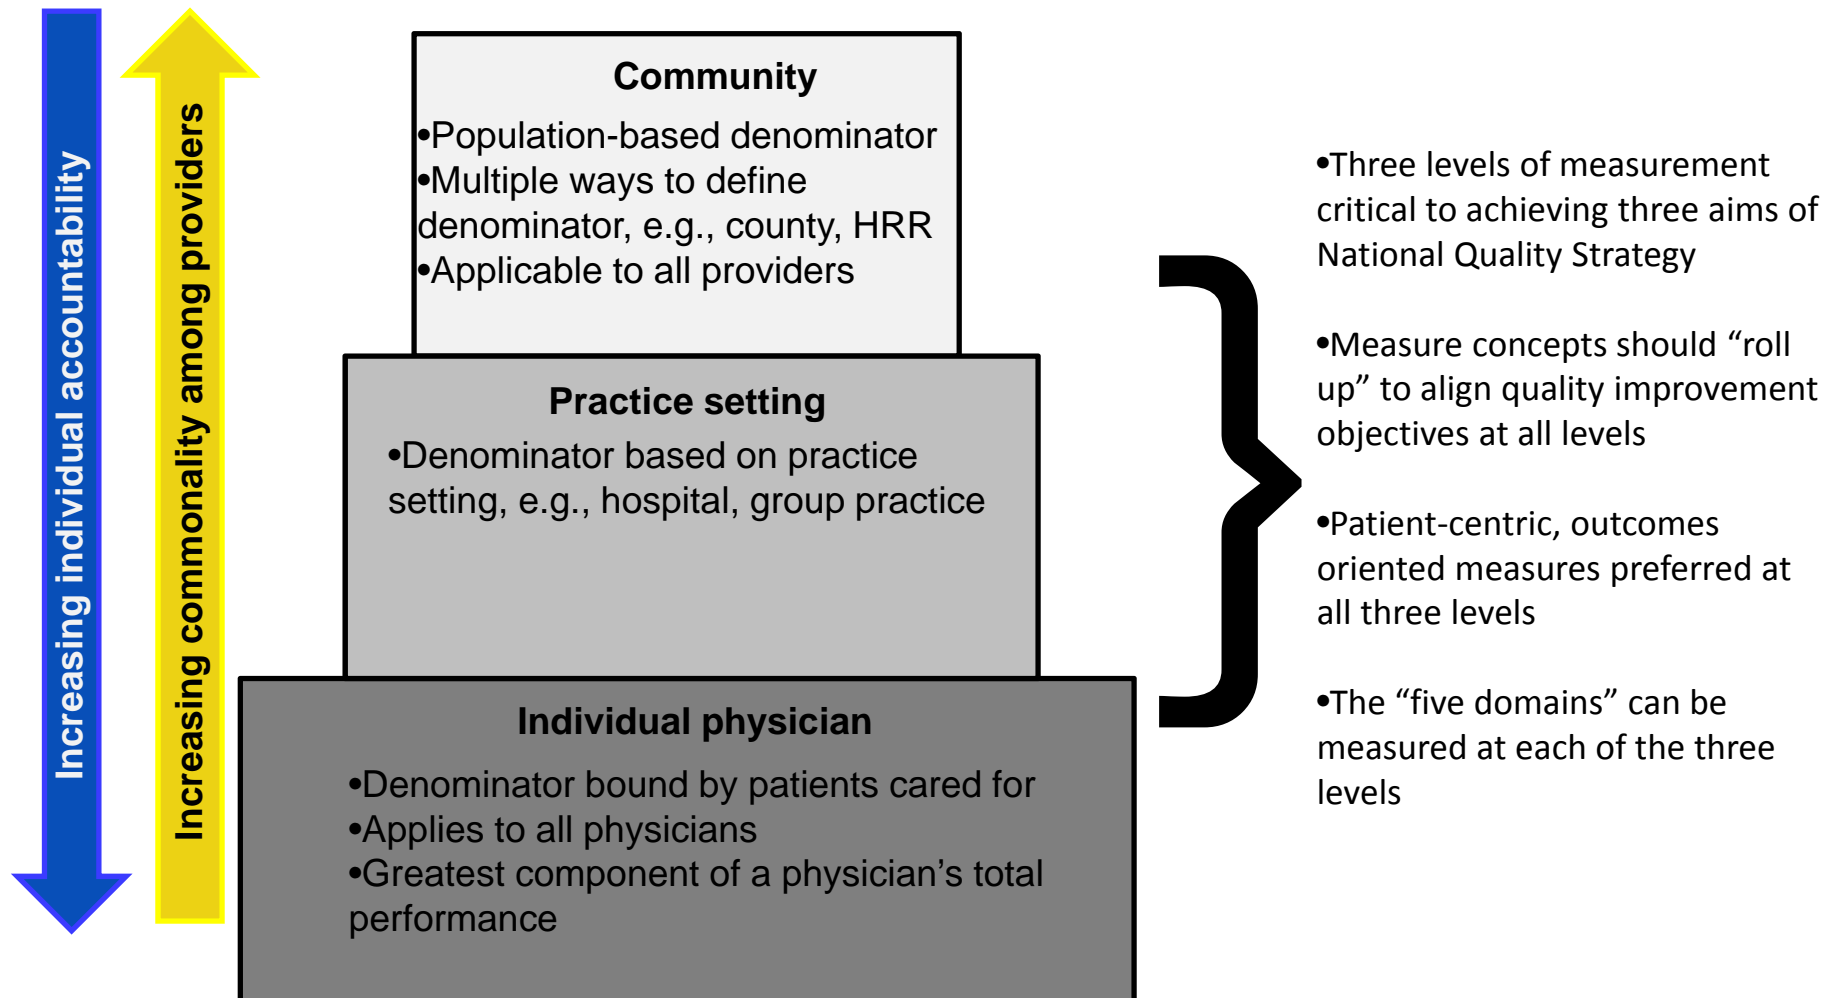 Increasing individual accountability
Increasing commonality among providers
Community
•Population-based denominator
•Multiple ways to define
denominator, e.g., county, HRR
•Applicable to all providers
Practice setting
•Denominator based on practice
setting, e.g., hospital, group practice
Individual physician
•Denominator bound by patients cared for
•Applies to all physicians
•Greatest component of a physician’s total
performance
•Three levels of measurement
critical to achieving three aims of
National Quality Strategy
•Measure concepts should “roll
up” to align quality improvement
objectives at all levels
•Patient-centric, outcomes
oriented measures preferred at
all three levels
•The “five domains” can be
measured at each of the three
levels